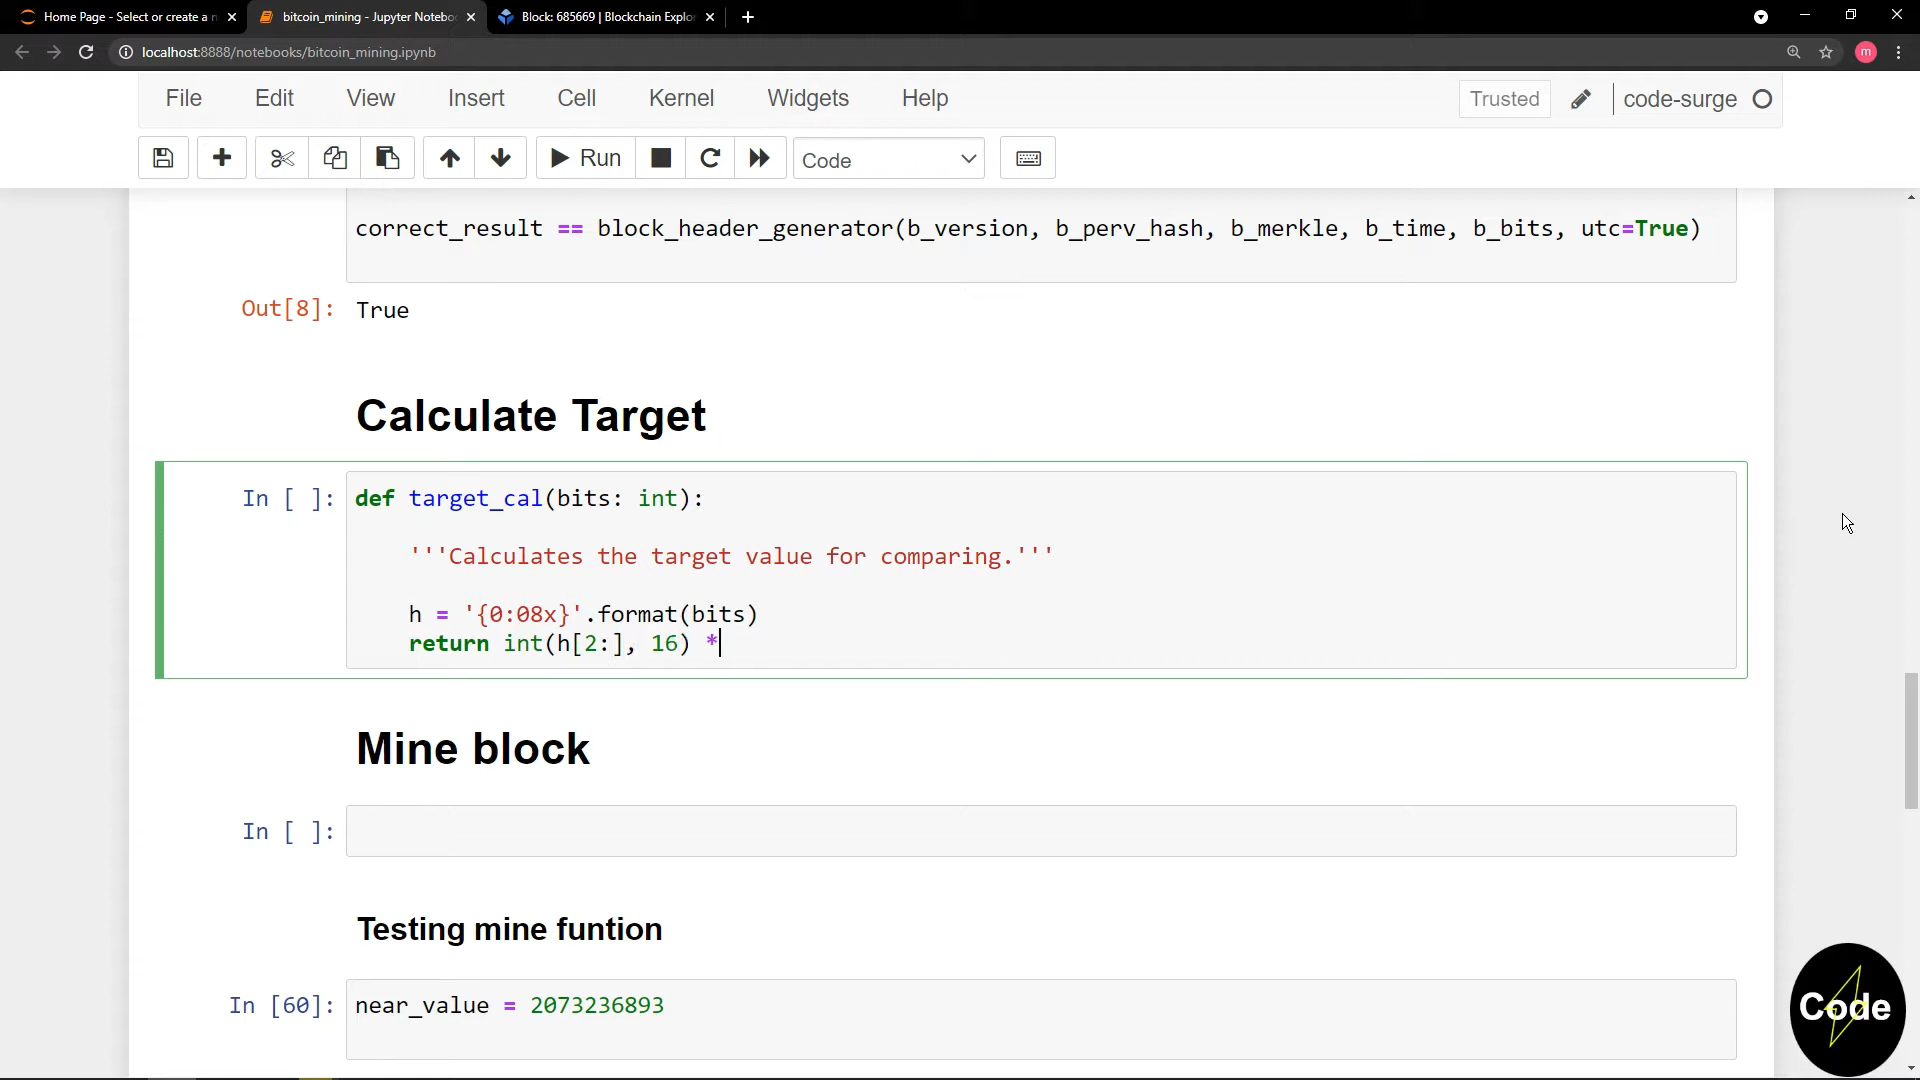 Home Page - Select or create a n
bitcoin_mining - Jupyter Notebo
Block: 685669 | Blockchain Explo
localhost:8888/notebooks/bitcoin_mining.ipynb
m
File Edit View Insert Cell Kernel Widgets Help
Trusted
code-surge
Run
Code
correct_result == block_header_generator(b_version, b_perv_hash, b_merkle, b_time, b_bits, utc=True)
Out[8]: True
Calculate Target
In [ ]: def target_cal(bits: int):
'''Calculates the target value for comparing.'''
h = '{0:08x}'.format(bits)
return int(h[2:], 16) *
Mine block
In [ ]:
Testing mine funtion
In [60]: near_value = 2073236893
Code